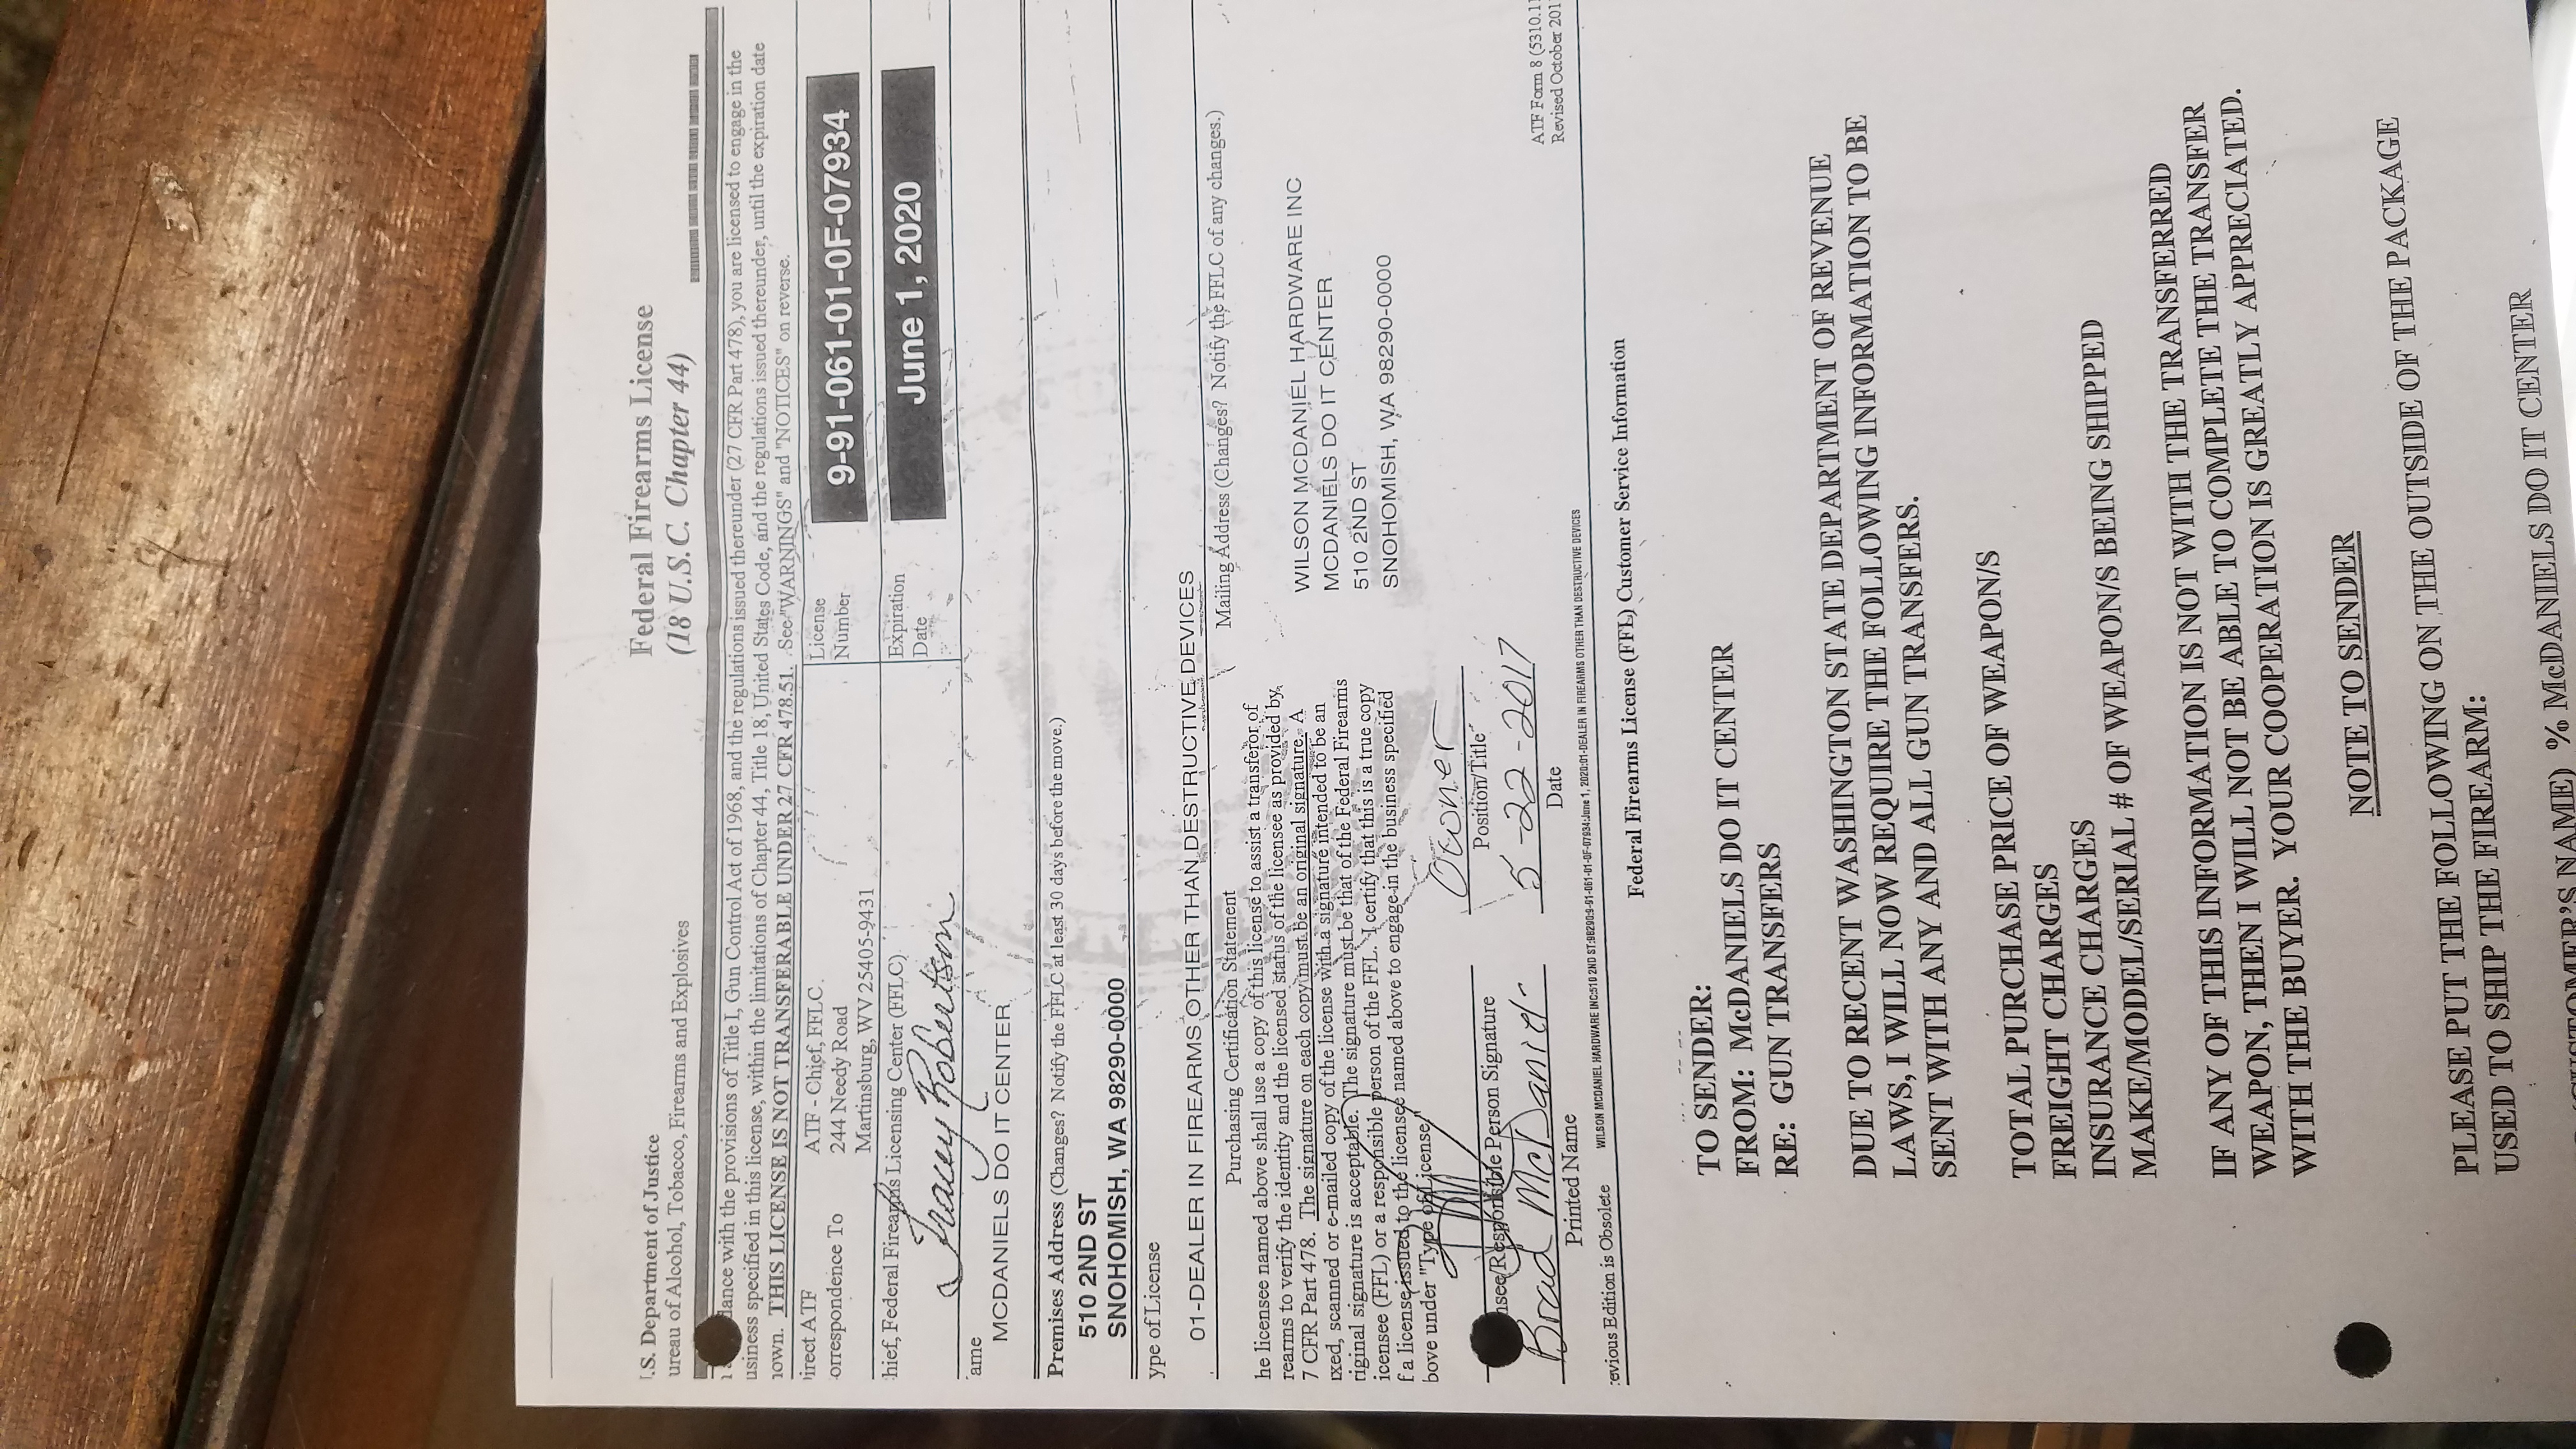 .S. Department of Justice
ureau of Alcohol, Tobacco, Firearms and Explosives
Federal Firearms License
(18 U.S.C. Chapter 44)
dance with the provisions of Title I, Gun Control Act of 1968, and the regulations issued thereunder (27 CFR Part 478), you are licensed to engage in the
usiness specified in this license, within the limitations of Chapter 44, Title 18, United States Code, and the regulations issued thereunder, until the expiration date
nown. THIS LICENSE IS NOT TRANSFERABLE UNDER 27 CFR 478.51. See "WARNINGS" and "NOTICES" on reverse.
irect ATF
orrespondence To
ATF - Chief, FFLC
244 Needy Road
Martinsburg, WV 25405-9431
License
Number
9-91-061-01-0F-07934
hief, Federal Firearms Licensing Center (FFLC)
Tracey Robertson
Expiration
Date
June 1, 2020
ame
MCDANIELS DO IT CENTER
Premises Address (Changes? Notify the FFLC at least 30 days before the move.)
510 2ND ST
SNOHOMISH, WA 98290-0000
ype of License
01-DEALER IN FIREARMS OTHER THAN DESTRUCTIVE DEVICES
Purchasing Certification Statement
he licensee named above shall use a copy of this license to assist a transferor of
rearms to verify the identity and the licensed status of the licensee as provided by
7 CFR Part 478. The signature on each copy must be an original signature. A
xed, scanned or e-mailed copy of the license with a signature intended to be an
riginal signature is acceptable. The signature must be that of the Federal Firearms
icensee (FFL) or a responsible person of the FFL. I certify that this is a true copy
f a license issued to the licensee named above to engage in the business specified
bove under "Type of License."
Mailing Address (Changes? Notify the FFLC of any changes.)
WILSON MCDANIEL HARDWARE INC
MCDANIELS DO IT CENTER
510 2ND ST
SNOHOMISH, WA 98290-0000
nsee/Responsible Person Signature
Owner
Position/Title
Brad McDaniel
Printed Name
5-22-2017
Date
ATF Form 8 (5310.11
Revised October 201
revious Edition is Obsolete
WILSON MCDANIEL HARDWARE INC:510 2ND ST:98290:9-91-061-01-0F-07934:June 1, 2020:01-DEALER IN FIREARMS OTHER THAN DESTRUCTIVE DEVICES
Federal Firearms License (FFL) Customer Service Information
TO SENDER:
FROM: McDANIELS DO IT CENTER
RE: GUN TRANSFERS
DUE TO RECENT WASHINGTON STATE DEPARTMENT OF REVENUE
LAWS, I WILL NOW REQUIRE THE FOLLOWING INFORMATION TO BE
SENT WITH ANY AND ALL GUN TRANSFERS.
TOTAL PURCHASE PRICE OF WEAPON/S
FREIGHT CHARGES
INSURANCE CHARGES
MAKE/MODEL/SERIAL # OF WEAPON/S BEING SHIPPED
IF ANY OF THIS INFORMATION IS NOT WITH THE TRANSFERRED
WEAPON, THEN I WILL NOT BE ABLE TO COMPLETE THE TRANSFER
WITH THE BUYER. YOUR COOPERATION IS GREATLY APPRECIATED.
NOTE TO SENDER
PLEASE PUT THE FOLLOWING ON THE OUTSIDE OF THE PACKAGE
USED TO SHIP THE FIREARM:
(CUSTOMER'S NAME) % McDANIELS DO IT CENTER